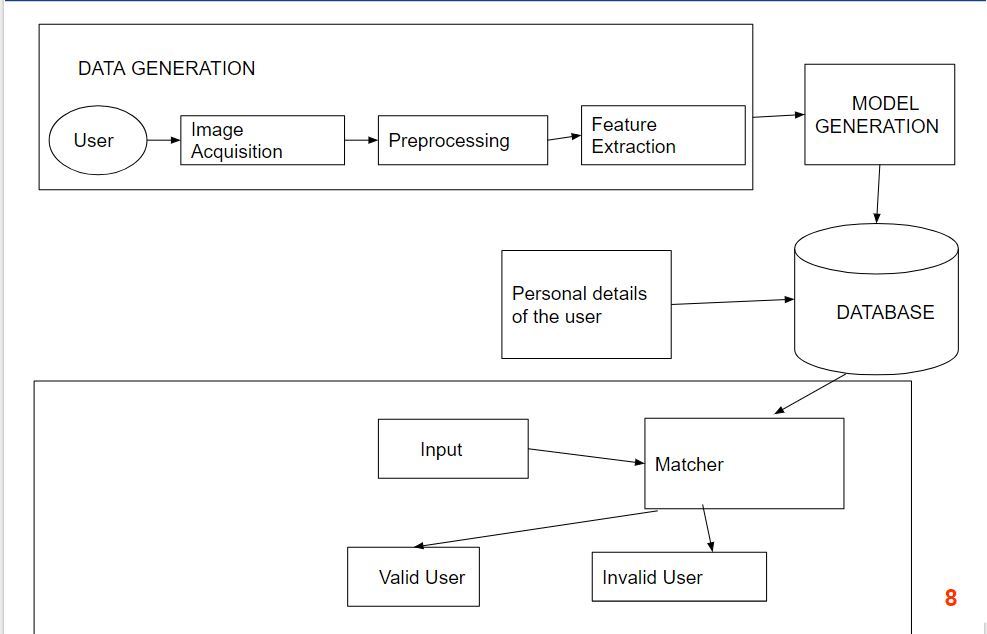 DATA GENERATION
User
Image
Acquisition
Preprocessing
Feature
Extraction
MODEL
GENERATION
Personal details
of the user
DATABASE
Input
Matcher
Valid User
Invalid User
8